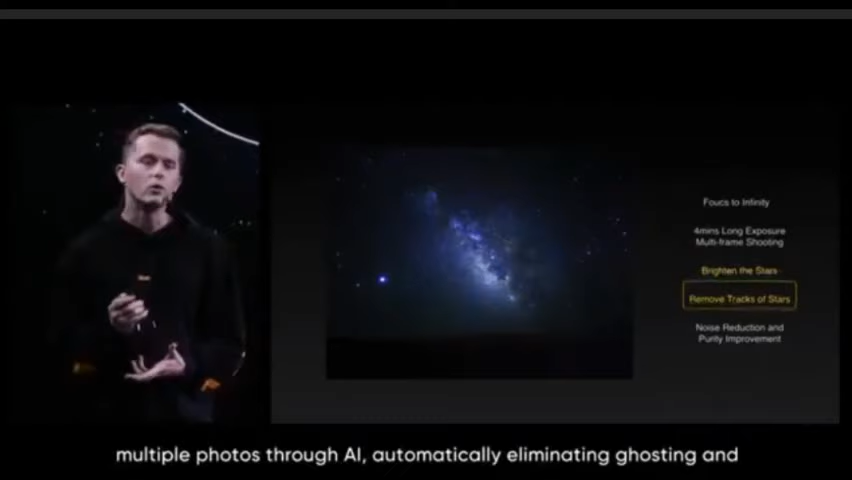 Foucs to Infinity
4mins Long Exposure
Multi-frame Shooting
Brighten the Stars
Remove Tracks of Stars
Noise Reduction and
Purity Improvement
multiple photos through AI, automatically eliminating ghosting and